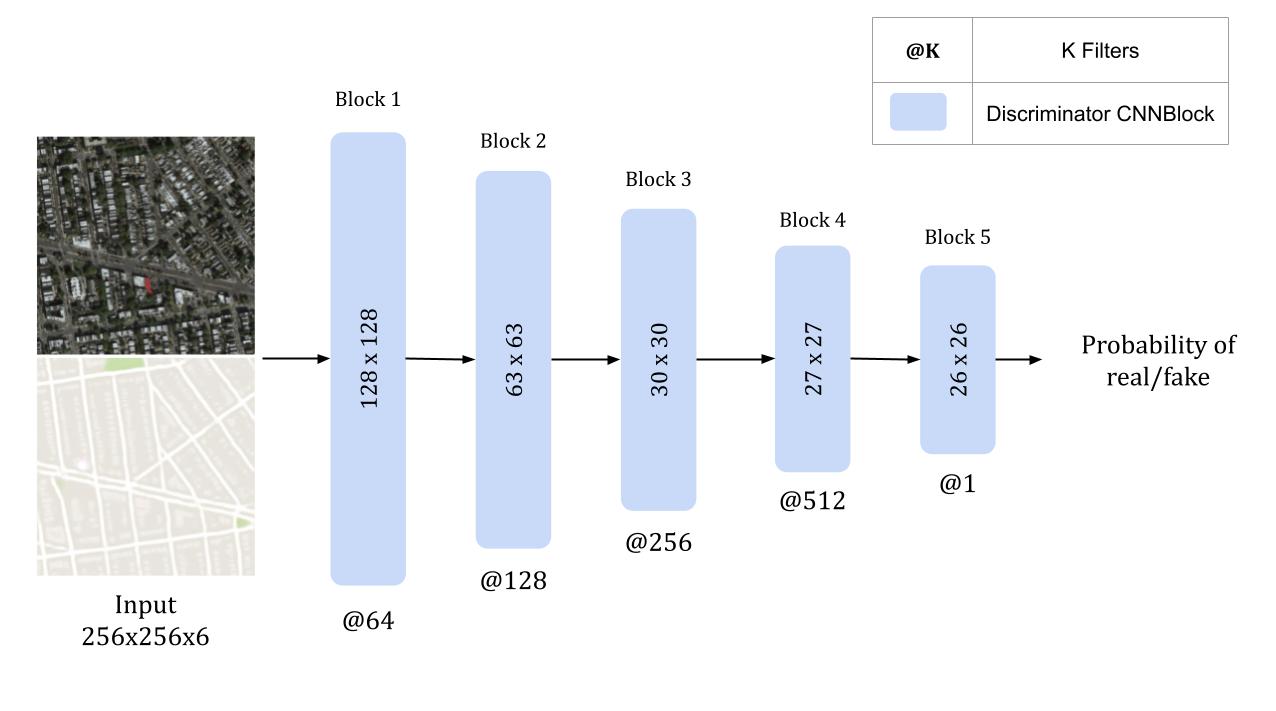 @K
K Filters
Discriminator CNNBlock
Block 1
Block 2
Block 3
Block 4
Block 5
128 x 128
63 x 63
30 x 30
27 x 27
26 x 26
Probability of
real/fake
@64
@128
@256
@512
@1
Input
256x256x6